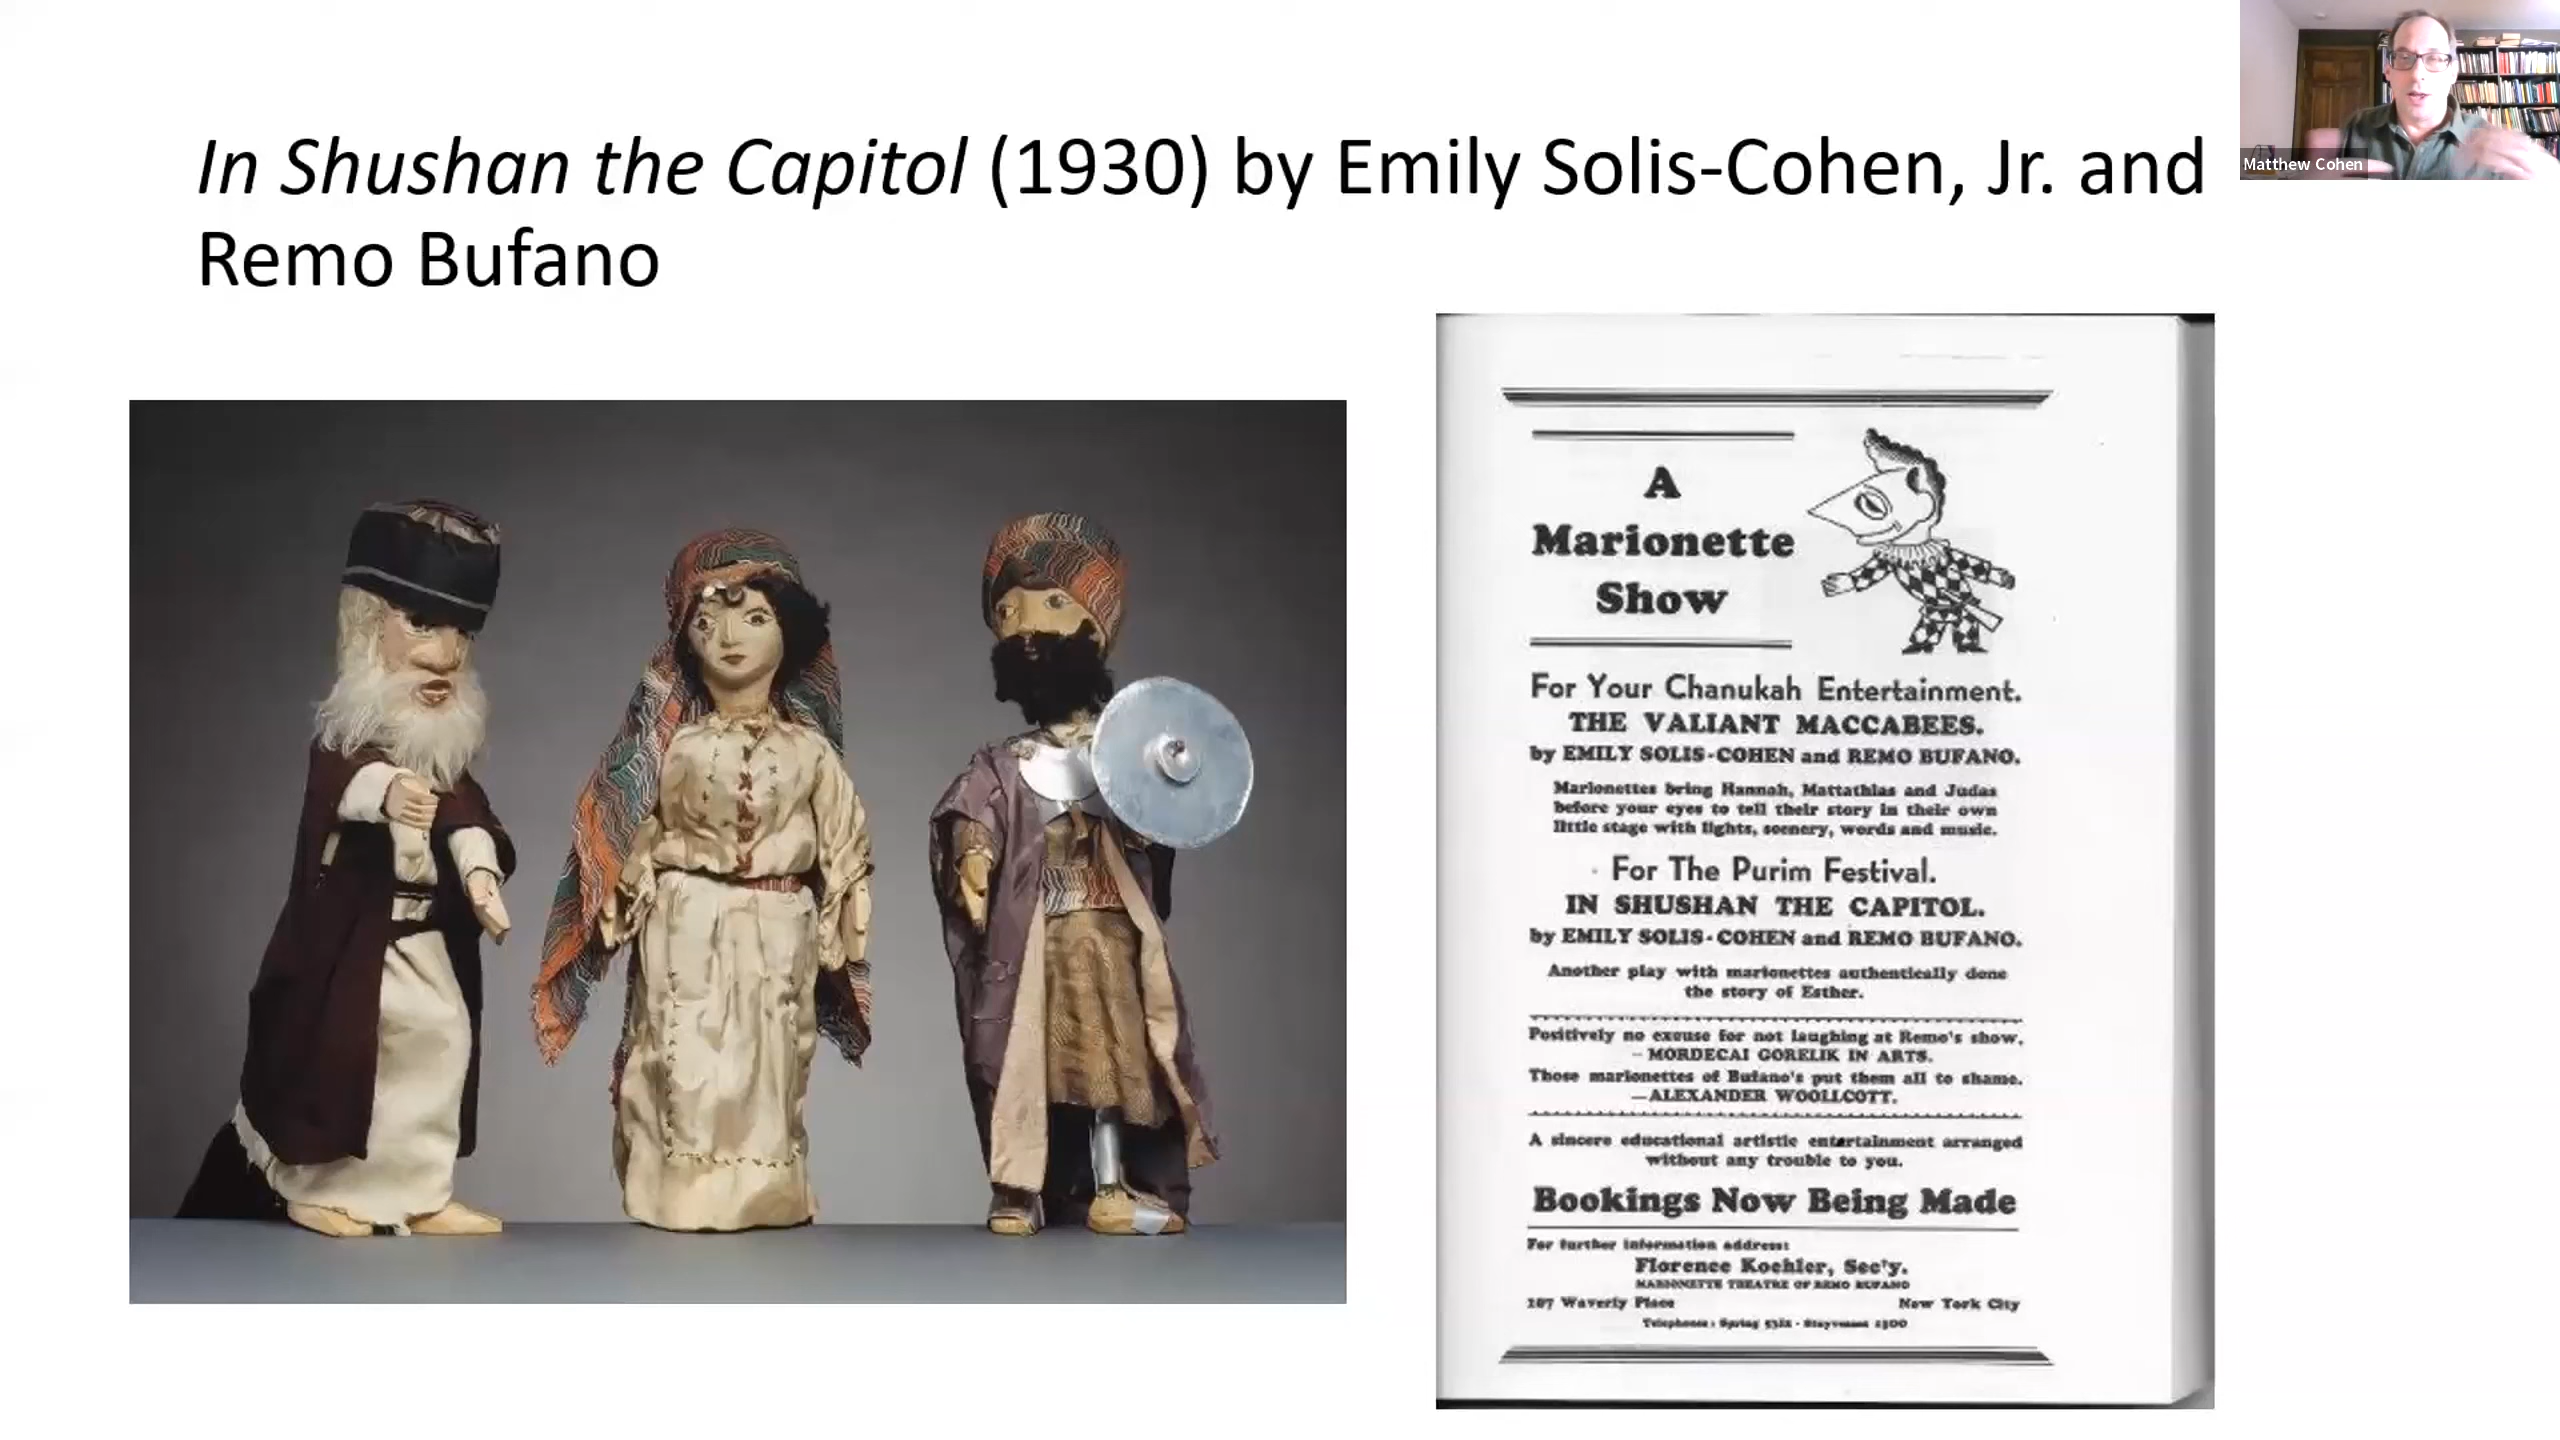 In Shushan the Capitol (1930) by Emily Solis-Cohen, Jr. and
Remo Bufano
Matthew Cohen
A
Marionette
Show
For Your Chanukah Entertainment.
THE VALIANT MACCABEES.
by EMILY SOLIS-COHEN and REMO BUFANO.
Marionettes bring Hannah, Mattathias and Judas
before your eyes to tell their story in their own
little stage with lights, scenery, words and music.
For The Purim Festival.
IN SHUSHAN THE CAPITOL.
by EMILY SOLIS-COHEN and REMO BUFANO.
Another play with marionettes authentically done
the story of Esther.
Positively no excuse for not laughing at Remo's show.
— MORDECAI GORELIK IN ARTS.
Those marionettes of Bufano's put them all to shame.
—ALEXANDER WOOLLCOTT.
A sincere educational artistic entertainment arranged
without any trouble to you.
Bookings Now Being Made
For further information address:
Florence Koehler, Sec'y.
MARIONETTE THEATRE OF REMO BUFANO
Waverly Place New York City
Telephones: Spring - Stuyvesant